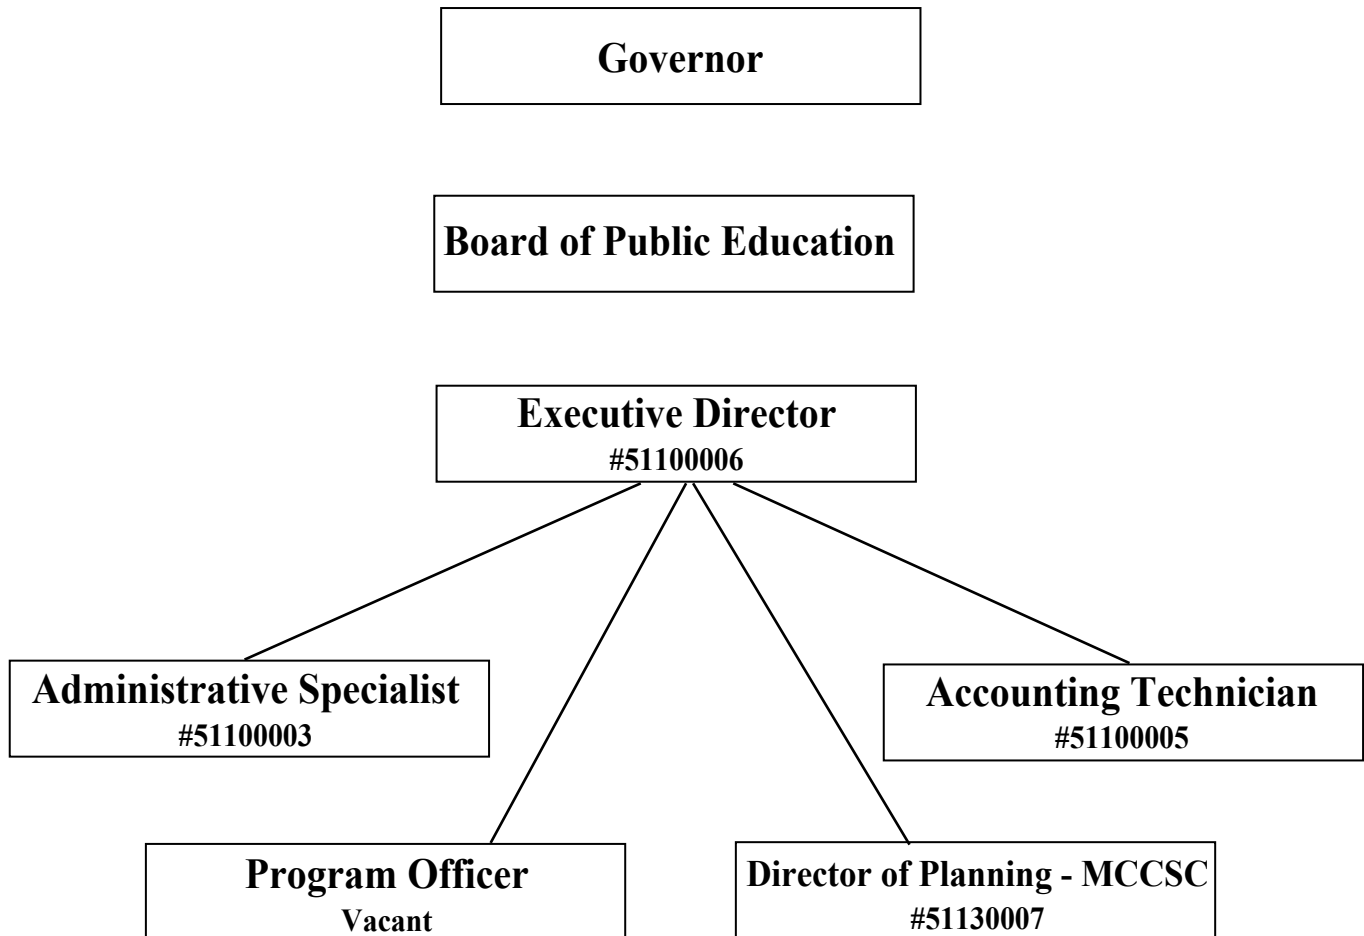 Governor
Board of Public Education
Executive Director
#51100006
Administrative Specialist
#51100003
Accounting Technician
#51100005
Program Officer
Vacant
Director of Planning - MCCSC
#51130007